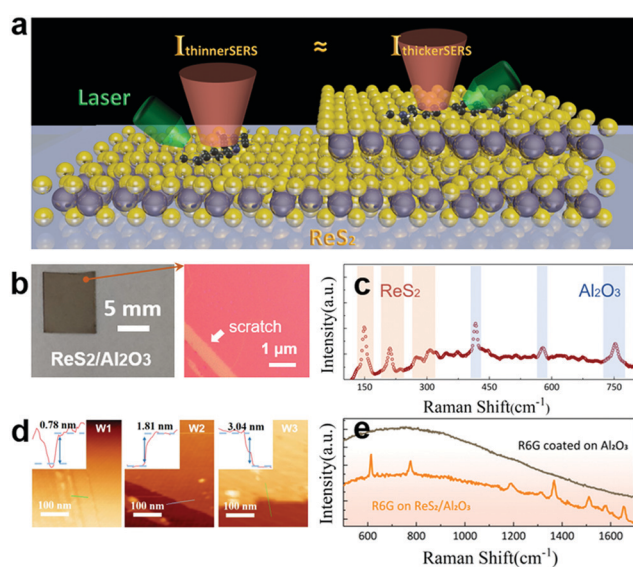 a
I thinnerSERS ≈ I thickerSERS
Laser
ReS₂
b
5 mm
ReS₂/Al₂O₃
scratch
1 μm
c
ReS₂
Al₂O₃
Intensity(a.u.)
150 300 450 600 750
Raman Shift(cm⁻¹)
d
0.78 nm
W1
100 nm
1.81 nm
W2
100 nm
3.04 nm
W3
100 nm
e
R6G coated on Al₂O₃
R6G on ReS₂/Al₂O₃
Intensity(a.u.)
600 800 1000 1200 1400 1600
Raman Shift(cm⁻¹)